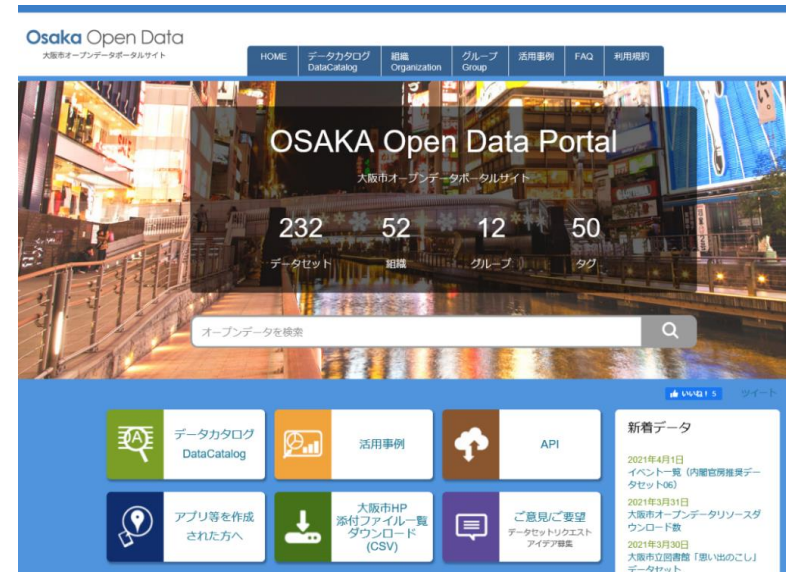 Osaka Open Data
大阪市オープンデータポータルサイト
HOME
データカタログ
DataCatalog
組織
Organization
グループ
Group
活用事例
FAQ
利用規約
OSAKA Open Data Portal
大阪市オープンデータポータルサイト
232
52
12
50
データセット
組織
グループ
タグ
オープンデータを検索
いいね! 5
ツイート
データカタログ
DataCatalog
活用事例
API
アプリ等を作成
された方へ
大阪市HP
添付ファイル一覧
ダウンロード
(CSV)
ご意見/ご要望
データセットリクエスト
アイデア募集
新着データ
2021年4月1日
イベント一覧（内閣官房推奨デー
タセット06）
2021年3月31日
大阪市オープンデータリソースダ
ウンロード数
2021年3月30日
大阪市立図書館「思い出のこし」
データセット